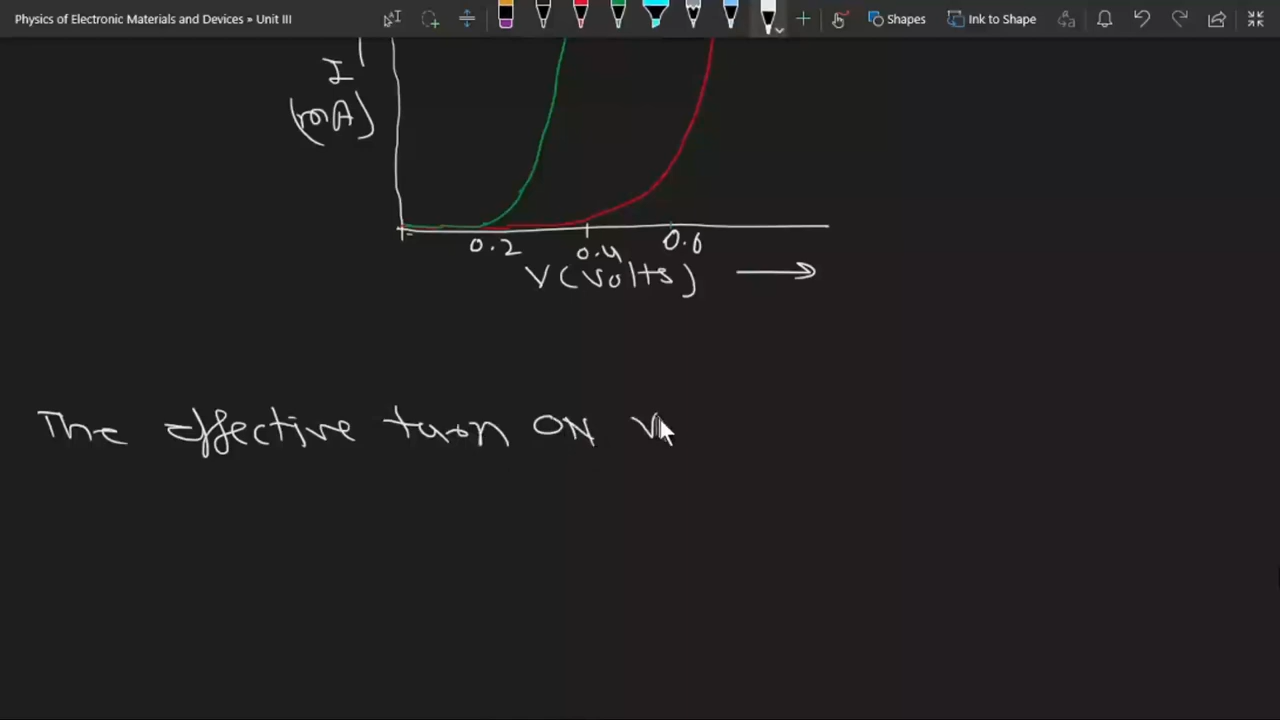 Physics of Electronic Materials and Devices » Unit III
Shapes
Ink to Shape
I
(mA)
0.2
0.4
0.6
V (Volts)
The effective turn ON V